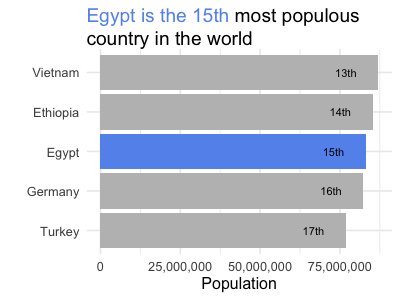 Egypt is the 15th most populous
country in the world
Vietnam
13th
Ethiopia
14th
Egypt
15th
Germany
16th
Turkey
17th
0
25,000,000
50,000,000
75,000,000
Population